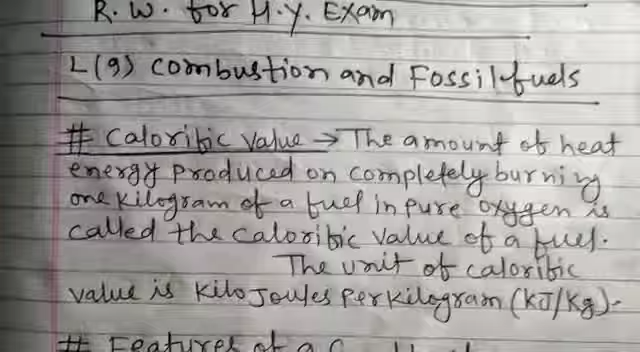 R. W. for H.Y. Exam
L(9) Combustion and Fossil-fuels
# Calorific Value → The amount of heat
energy produced on completely burning
one kilogram of a fuel in pure oxygen is
called the calorific value of a fuel.
The unit of calorific
value is KiloJoules per kilogram (KJ/Kg).
# Features of a